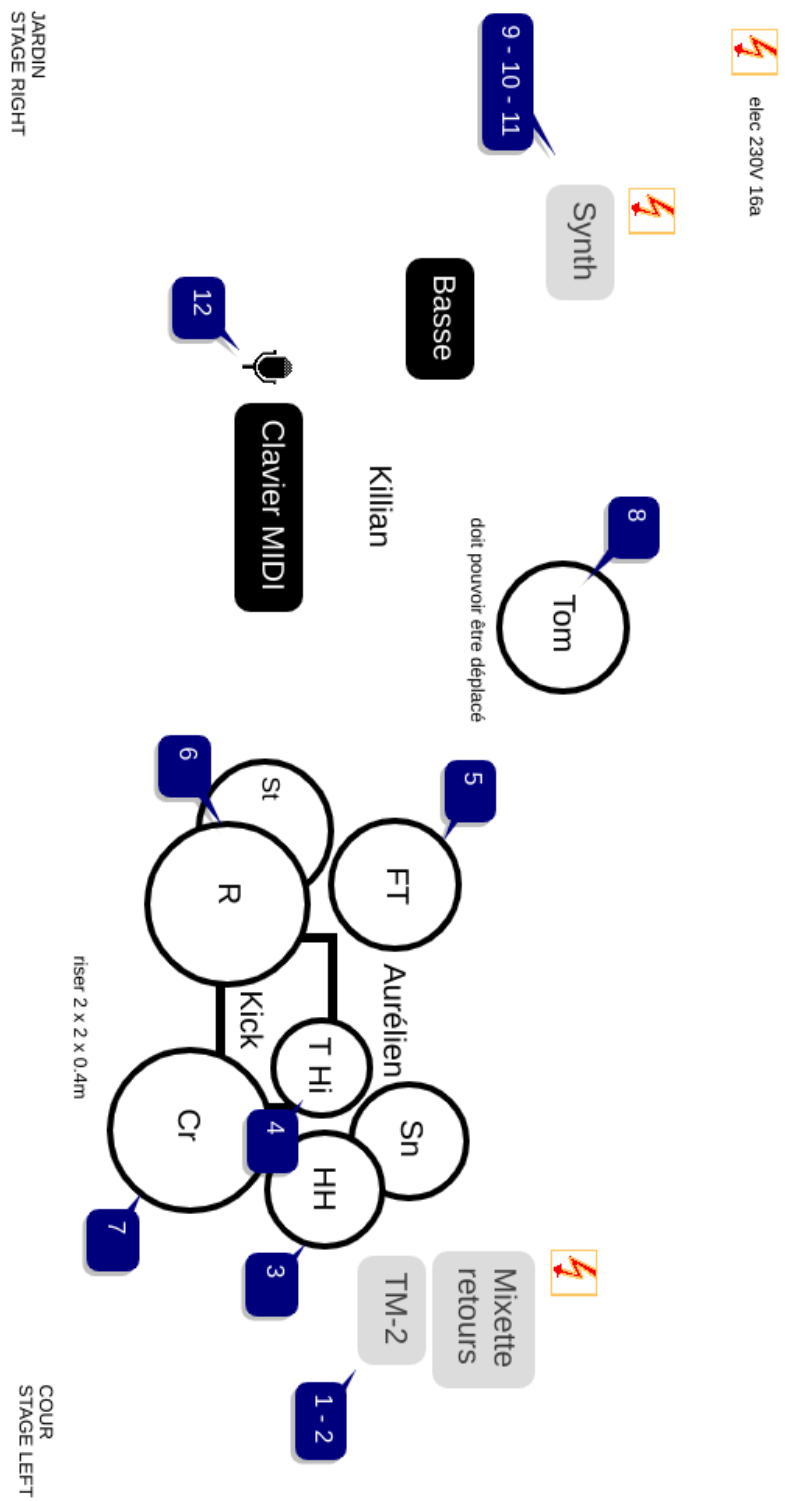 elec 230V 16a
Synth
9 - 10 - 11
8
Tom
doit pouvoir être déplacé
Basse
Killian
12
Clavier MIDI
Mixette
retours
5
FT
Aurélien
Sn
TM-2
1 - 2
St
6
R
Kick
T Hi
4
HH
3
Cr
7
riser 2 x 2 x 0.4m
JARDIN
STAGE RIGHT
COUR
STAGE LEFT